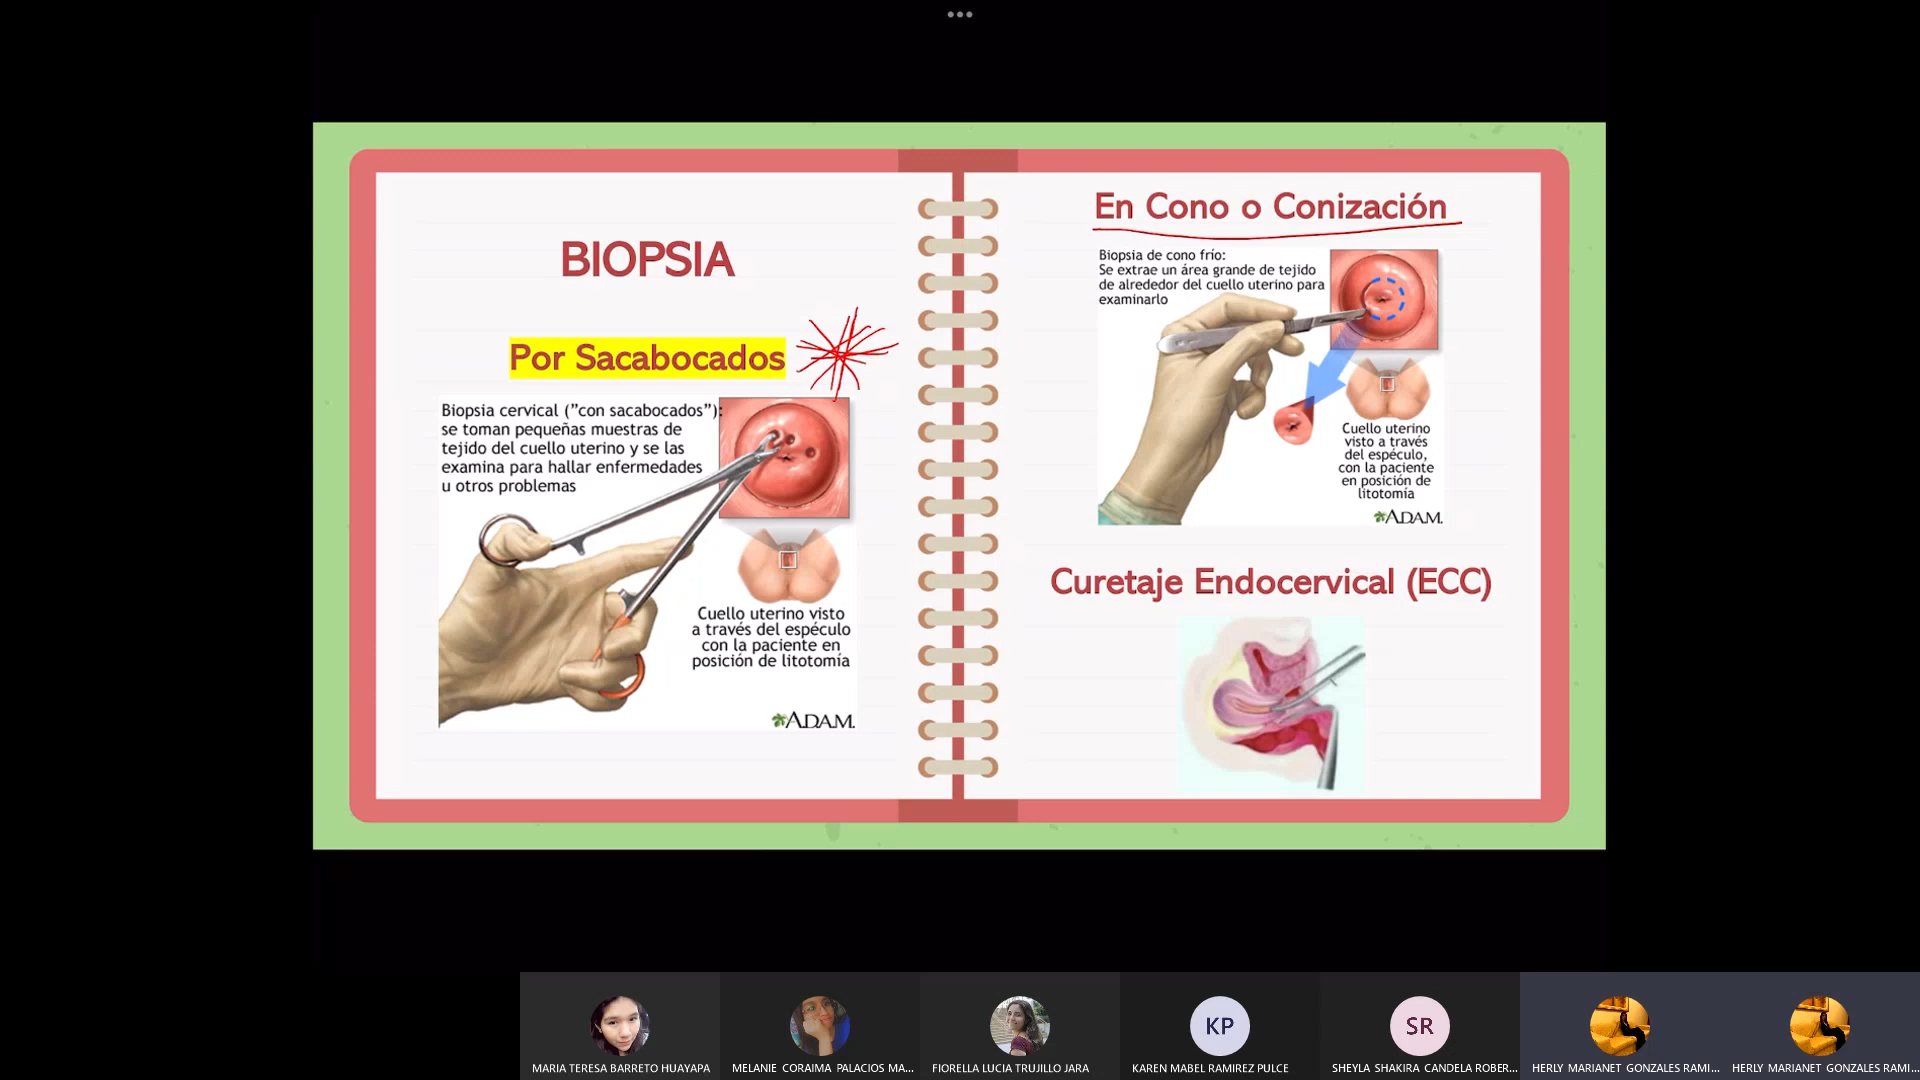 BIOPSIA
Por Sacabocados
Biopsia cervical ("con sacabocados"):
se toman pequeñas muestras de
tejido del cuello uterino y se las
examina para hallar enfermedades
u otros problemas
Cuello uterino visto
a través del espéculo
con la paciente en
posición de litotomía
ADAM.
En Cono o Conización
Biopsia de cono frío:
Se extrae un área grande de tejido
de alrededor del cuello uterino para
examinarlo
Cuello uterino
visto a través
del espéculo,
con la paciente
en posición de
litotomía
ADAM.
Curetaje Endocervical (ECC)
KP
SR
MARIA TERESA BARRETO HUAYAPA
MELANIE CORAIMA PALACIOS MA...
FIORELLA LUCIA TRUJILLO JARA
KAREN MABEL RAMIREZ PULCE
SHEYLA SHAKIRA CANDELA ROBER...
HERLY MARIANET GONZALES RAMI...
HERLY MARIANET GONZALES RAMI...